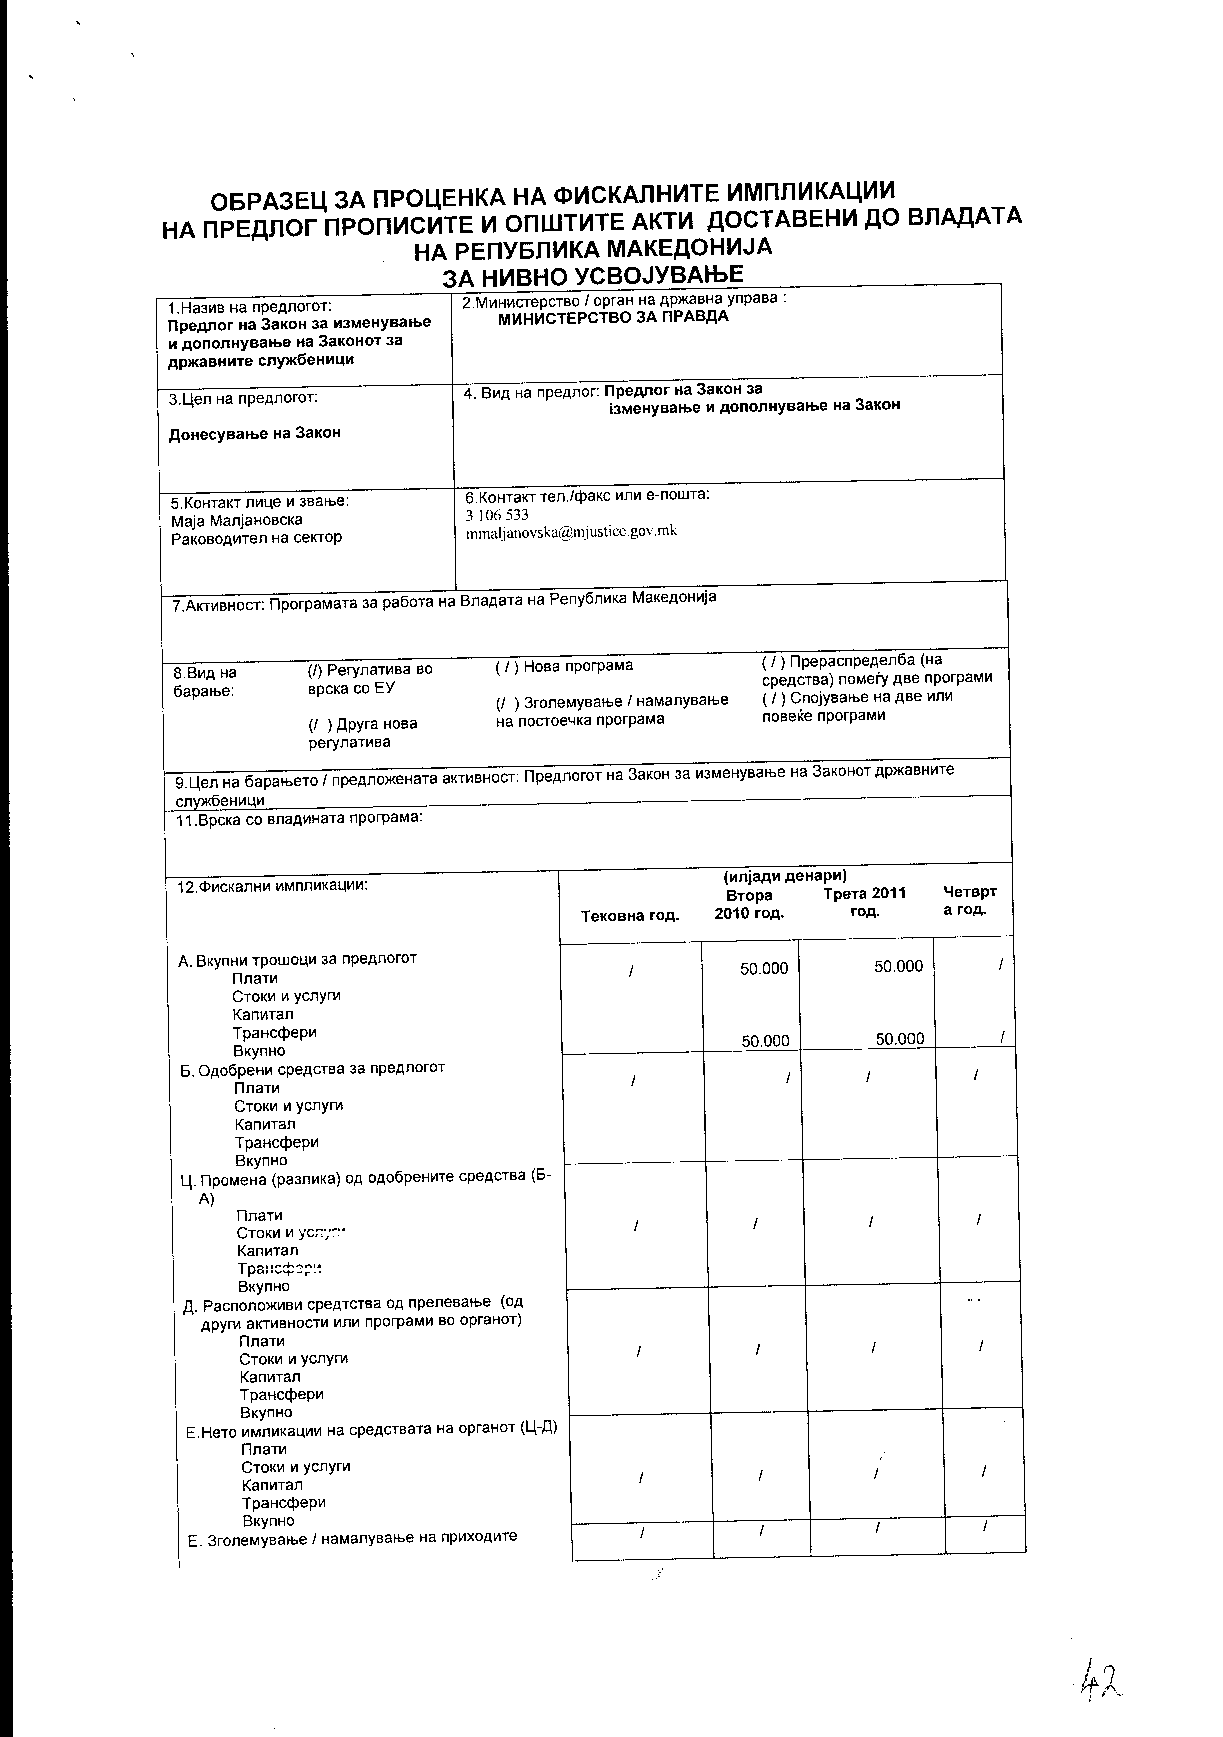 ОБРАЗЕЦ ЗА ПРОЦЕНКА НА ФИСКАЛНИТЕ ИМПЛИКАЦИИ
НА ПРЕДЛОГ ПРОПИСИТЕ И ОПШТИТЕ АКТИ ДОСТАВЕНИ ДО ВЛАДАТА
НА РЕПУБЛИКА МАКЕДОНИЈА
ЗА НИВНО УСВОЈУВАЊЕ
1.Назив на предлогот:
Предлог на Закон за изменување
и дополнување на Законот за
државните службеници
2.Министерство / орган на државна управа :
МИНИСТЕРСТВО ЗА ПРАВДА
3.Цел на предлогот:
Донесување на Закон
4. Вид на предлог: Предлог на Закон за
ізменување и дополнување на Закон
5.Контакт лице и звање:
Маја Малјановска
Раководител на сектор
6.Контакт тел./факс или е-пошта:
3 106 533
mmaljanovska@mjustice.gov.mk
7.Активност: Програмата за работа на Владата на Република Македонија
8.Вид на
барање:
(/) Регулатива во
врска со ЕУ
(/ ) Друга нова
регулатива
( / ) Нова програма
(/ ) Зголемување / намалување
на постоечка програма
( / ) Прераспределба (на
средства) помеѓу две програми
( / ) Спојување на две или
повеќе програми
9.Цел на барањето / предложената активност: Предлогот на Закон за изменување на Законот државните
службеници
11.Врска со владината програма:
12.Фискални импликации:
(илјади денари)
Втора Трета 2011 Четврт
Тековна год. 2010 год. год. а год.
А. Вкупни трошоци за предлогот
Плати / 50.000 50.000 /
Стоки и услуги
Капитал
Трансфери
Вкупно 50.000 50.000 /
Б. Одобрени средства за предлогот
Плати / / / /
Стоки и услуги
Капитал
Трансфери
Вкупно
Ц. Промена (разлика) од одобрените средства (Б-
А)
Плати
Стоки и услуги / / / /
Капитал
Трансфери
Вкупно
Д. Расположиви средтства од прелевање (од
други активности или програми во органот)
Плати
Стоки и услуги / / / /
Капитал
Трансфери
Вкупно
Е.Нето имликации на средствата на органот (Ц-Д)
Плати
Стоки и услуги / / / /
Капитал
Трансфери
Вкупно
Е. Зголемување / намалување на приходите / / / /
42